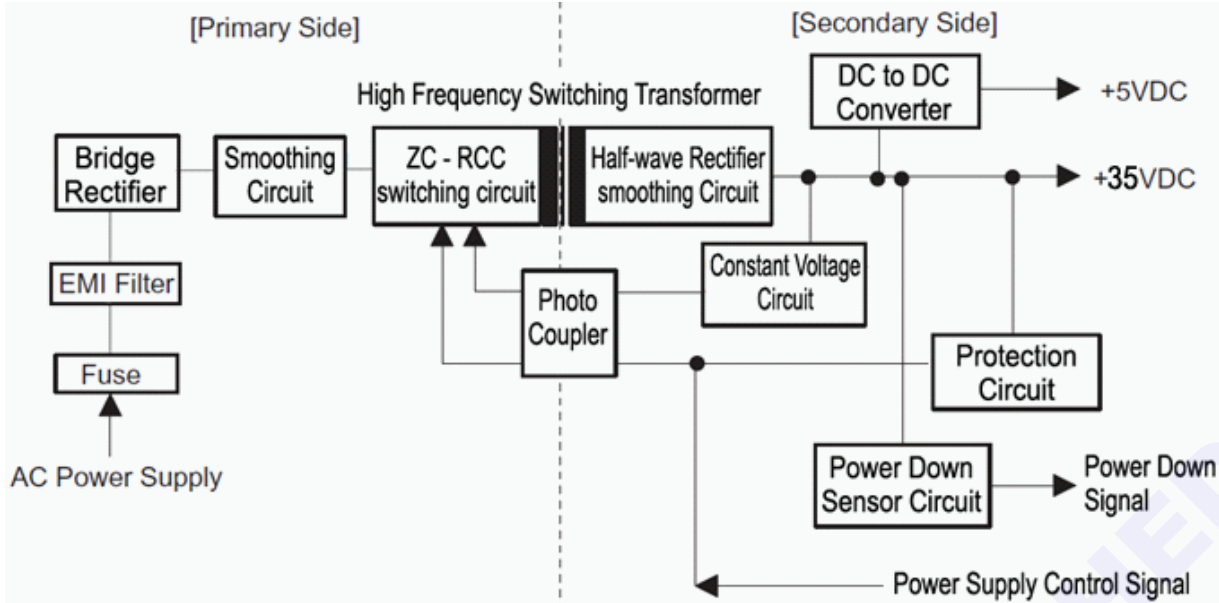 [Primary Side]
[Secondary Side]
High Frequency Switching Transformer
DC to DC
Converter
+5VDC
Bridge
Rectifier
Smoothing
Circuit
ZC - RCC
switching circuit
Half-wave Rectifier
smoothing Circuit
+35VDC
EMI Filter
Photo
Coupler
Constant Voltage
Circuit
Fuse
Protection
Circuit
AC Power Supply
Power Down
Sensor Circuit
Power Down
Signal
Power Supply Control Signal